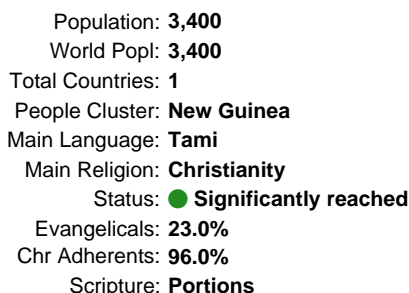 Population: 3,400
World Popl: 3,400
Total Countries: 1
People Cluster: New Guinea
Main Language: Tami
Main Religion: Christianity
Status: Significantly reached
Evangelicals: 23.0%
Chr Adherents: 96.0%
Scripture: Portions